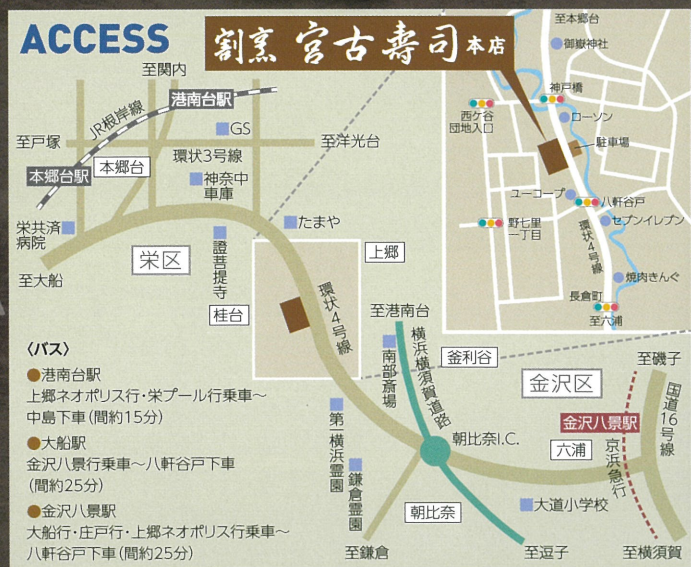 ACCESS
割烹 宮古寿司 本店
至関内
港南台駅
JR根岸線
GS
至戸塚
至洋光台
本郷台
本郷台駅
環状3号線
神奈中
車庫
栄共済
病院
栄区
證菩提寺
たまや
上郷
至大船
桂台
環状4号線
至本郷台
御嶽神社
神戸橋
西ケ谷
団地入口
ローソン
駐車場
ユーコープ
八軒谷戸
野七里
一丁目
セブンイレブン
環状4号線
焼肉きんぐ
長倉町
至六浦
至港南台
横浜横須賀道路
南部斎場
釜利谷
至磯子
金沢区
国道16号線
金沢八景駅
第二横浜霊園
朝比奈I.C.
六浦
京浜急行
鎌倉霊園
朝比奈
大道小学校
至鎌倉
至逗子
至横須賀
〈バス〉
●港南台駅
上郷ネオポリス行・栄プール行乗車〜
中島下車(間約15分)
●大船駅
金沢八景行乗車〜八軒谷戸下車
(間約25分)
●金沢八景駅
大船行・庄戸行・上郷ネオポリス行乗車〜
八軒谷戸下車(間約25分)